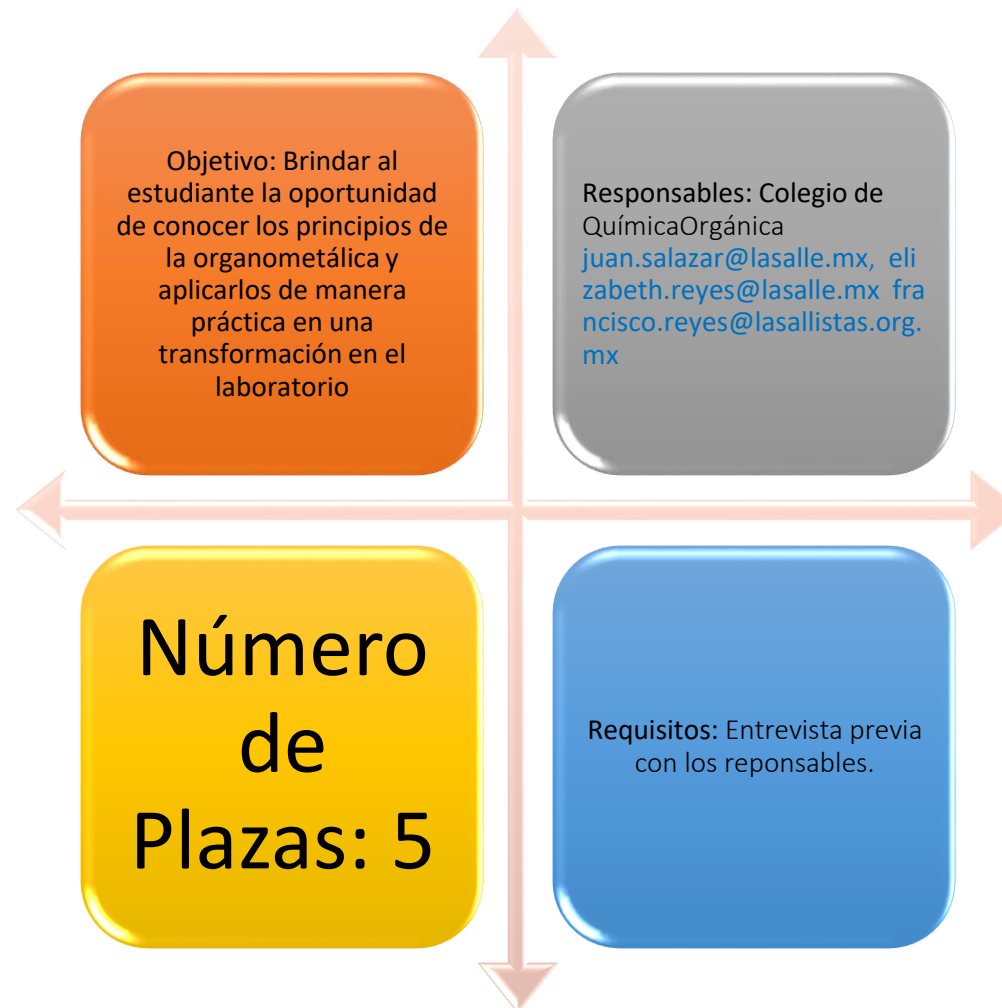 Objetivo: Brindar al
estudiante la oportunidad
de conocer los principios de
la organometálica y
aplicarlos de manera
práctica en una
transformación en el
laboratorio
Responsables: Colegio de
QuímicaOrgánica
juan.salazar@lasalle.mx, eli
zabeth.reyes@lasalle.mx fra
ncisco.reyes@lasallistas.org.
mx
Número
de
Plazas: 5
Requisitos: Entrevista previa
con los reponsables.